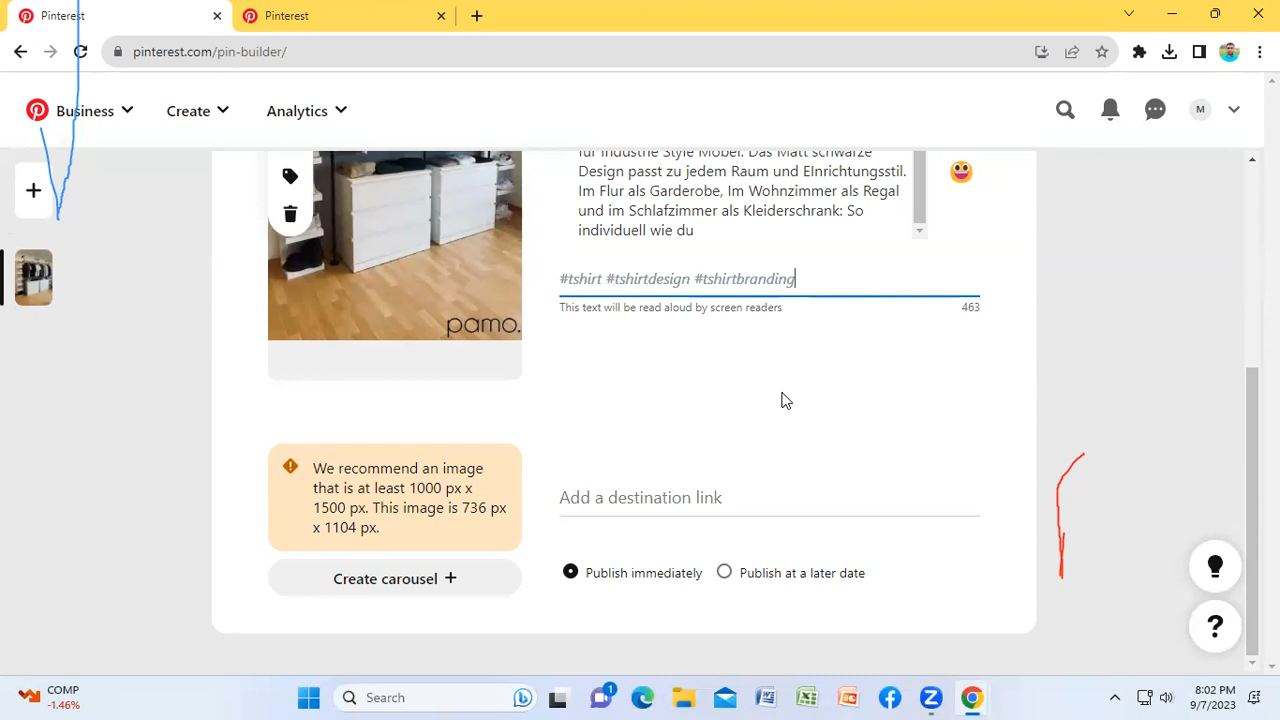 Pinterest
Pinterest
pinterest.com/pin-builder/
Business
Create
Analytics
M
für Industrie Style Möbel. Das Matt schwarze
Design passt zu jedem Raum und EInrichtungsstil.
Im Flur als Garderobe, Im Wohnzimmer als Regal
und im Schlafzimmer als Kleiderschrank: So
individuell wie du
#tshirt #tshirtdesign #tshirtbranding
This text will be read aloud by screen readers
463
pamo.
We recommend an image
that is at least 1000 px x
1500 px. This image is 736 px
x 1104 px.
Create carousel +
Add a destination link
Publish immediately
Publish at a later date
?
COMP
-1.46%
Search
1
8:02 PM
9/7/2023